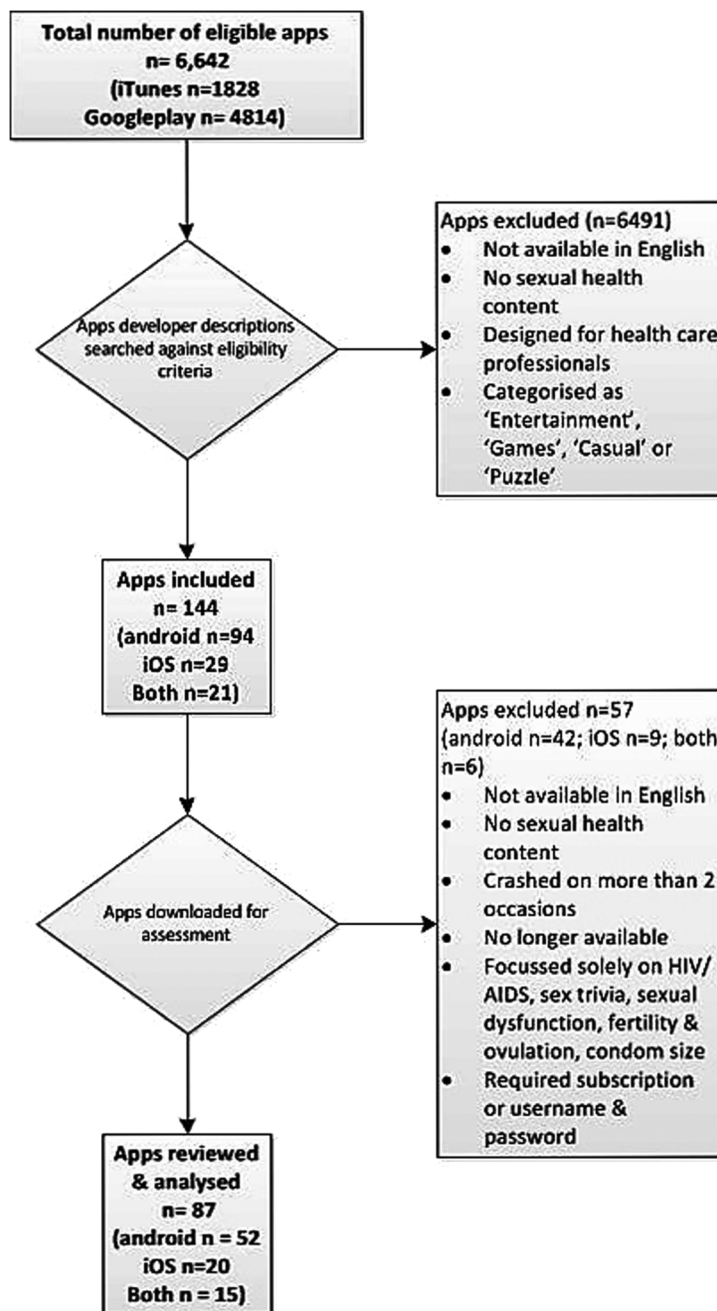 Total number of eligible apps
n= 6,642
(iTunes n=1828
Googleplay n= 4814)
Apps developer descriptions
searched against eligibility
criteria
Apps excluded (n=6491)
• Not available in English
• No sexual health
content
• Designed for health care
professionals
• Categorised as
'Entertainment',
'Games', 'Casual' or
'Puzzle'
Apps included
n= 144
(android n=94
iOS n=29
Both n=21)
Apps downloaded for
assessment
Apps excluded n=57
(android n=42; iOS n=9; both
n=6)
• Not available in English
• No sexual health
content
• Crashed on more than 2
occasions
• No longer available
• Focussed solely on HIV/
AIDS, sex trivia, sexual
dysfunction, fertility &
ovulation, condom size
• Required subscription
or username &
password
Apps reviewed
& analysed
n= 87
(android n = 52
iOS n=20
Both n = 15)